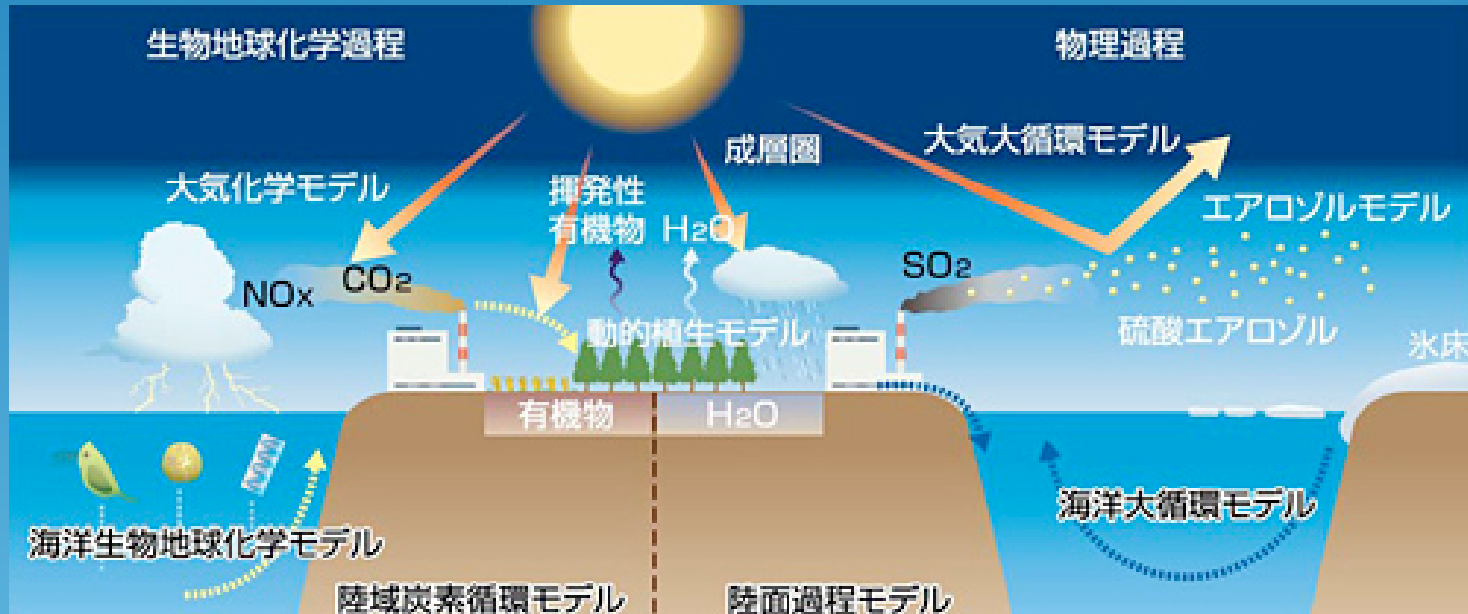 生物地球化学過程
物理過程
成層圏
大気大循環モデル
大気化学モデル
揮発性
有機物 H2O
エアロゾルモデル
NOx
CO2
SO2
動的植生モデル
硫酸エアロゾル
氷床
有機物
H2O
海洋生物地球化学モデル
海洋大循環モデル
陸域炭素循環モデル
陸面過程モデル